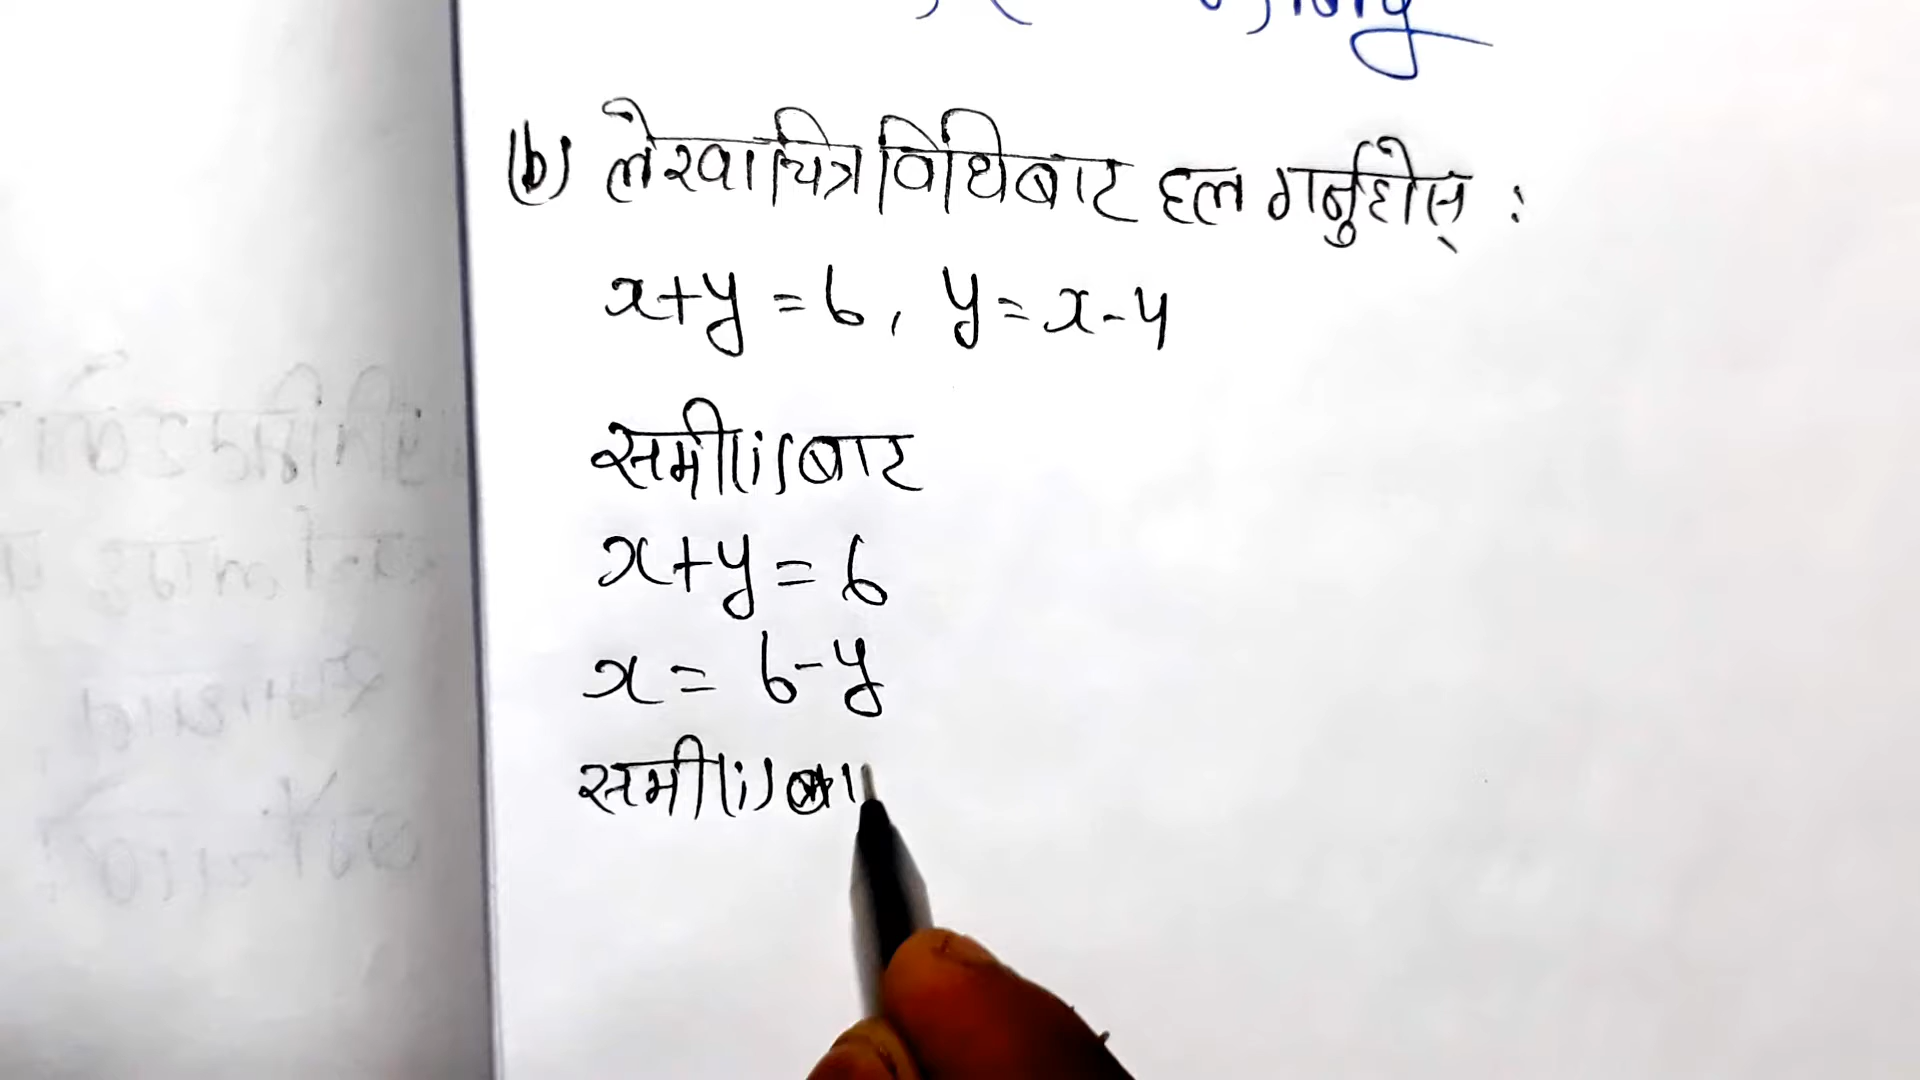 (b) लेखाचित्र विधिबाट हल गर्नुहोस् :
x+y = 6, y = x-4
समी(i) बाट
x+y = 6
x = 6-y
समी(i) बा